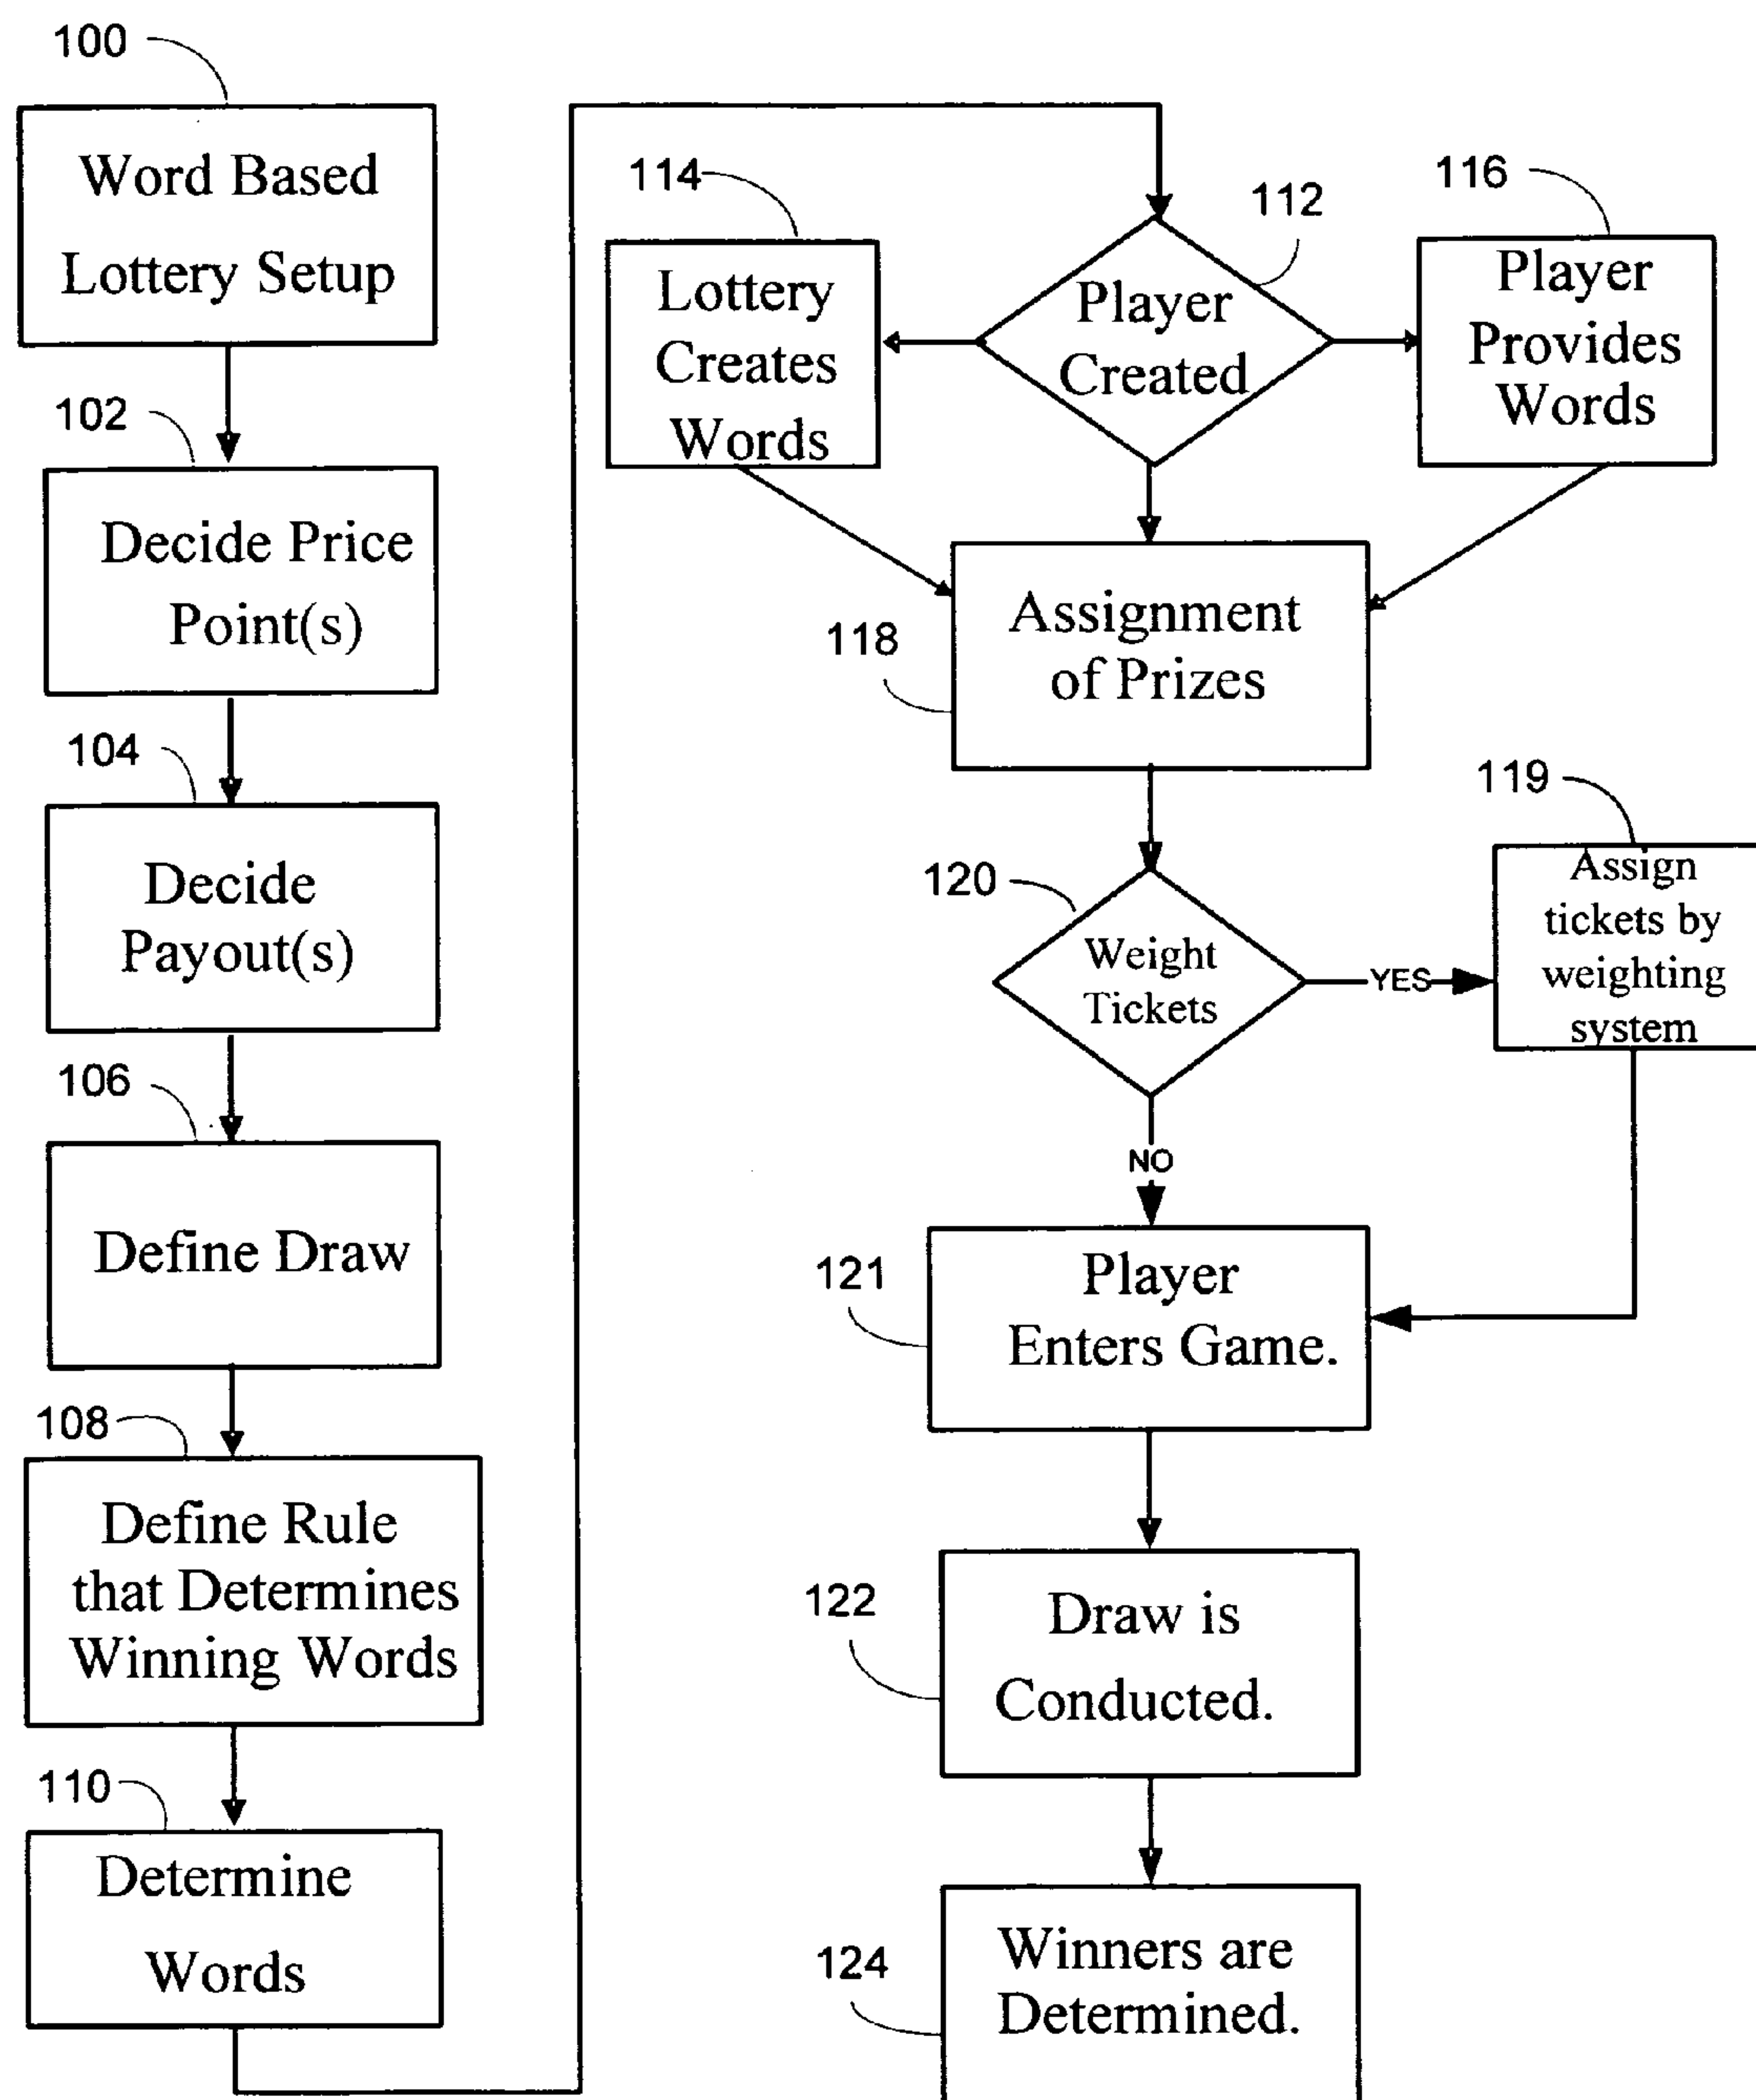 100
Word Based
Lottery Setup
102
Decide Price
Point(s)
104
Decide
Payout(s)
106
Define Draw
108
Define Rule
that Determines
Winning Words
110
Determine
Words
114
Lottery
Creates
Words
112
Player
Created
116
Player
Provides
Words
118
Assignment
of Prizes
120
Weight
Tickets
YES
119
Assign
tickets by
weighting
system
NO
121
Player
Enters Game.
122
Draw is
Conducted.
124
Winners are
Determined.